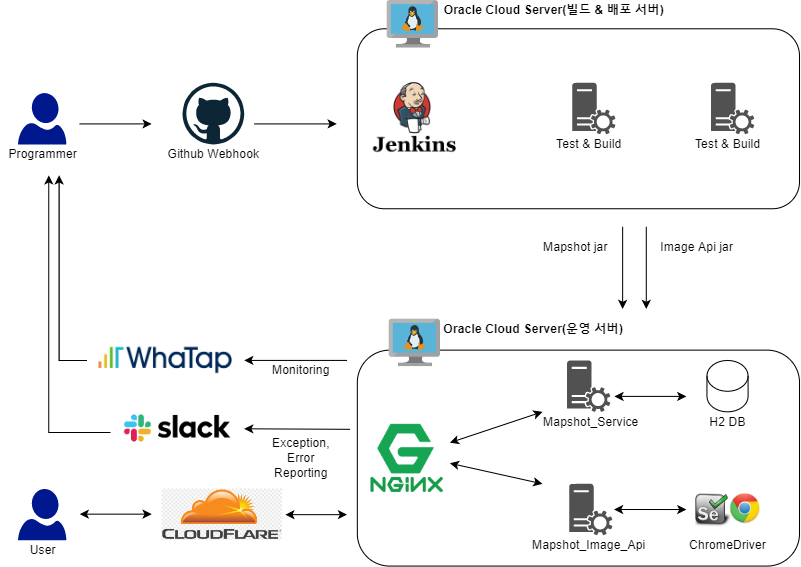 Oracle Cloud Server(빌드 & 배포 서버)
Programmer
Github Webhook
Jenkins
Test & Build
Test & Build
Mapshot jar
Image Api jar
Oracle Cloud Server(운영 서버)
WhaTap
Monitoring
slack
Exception,
Error
Reporting
NGiNX
Mapshot_Service
H2 DB
Mapshot_Image_Api
Se
ChromeDriver
User
CLOUDFLARE